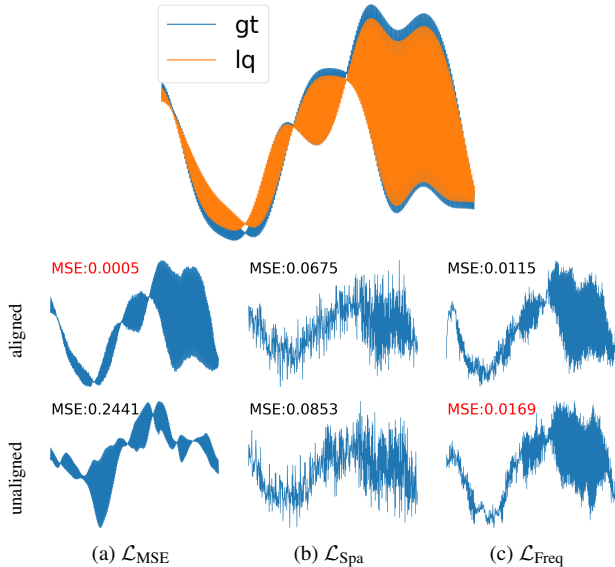 gt
lq
MSE:0.0005 MSE:0.0675 MSE:0.0115
aligned
MSE:0.2441 MSE:0.0853 MSE:0.0169
unaligned
(a) ℒMSE (b) ℒSpa (c) ℒFreq